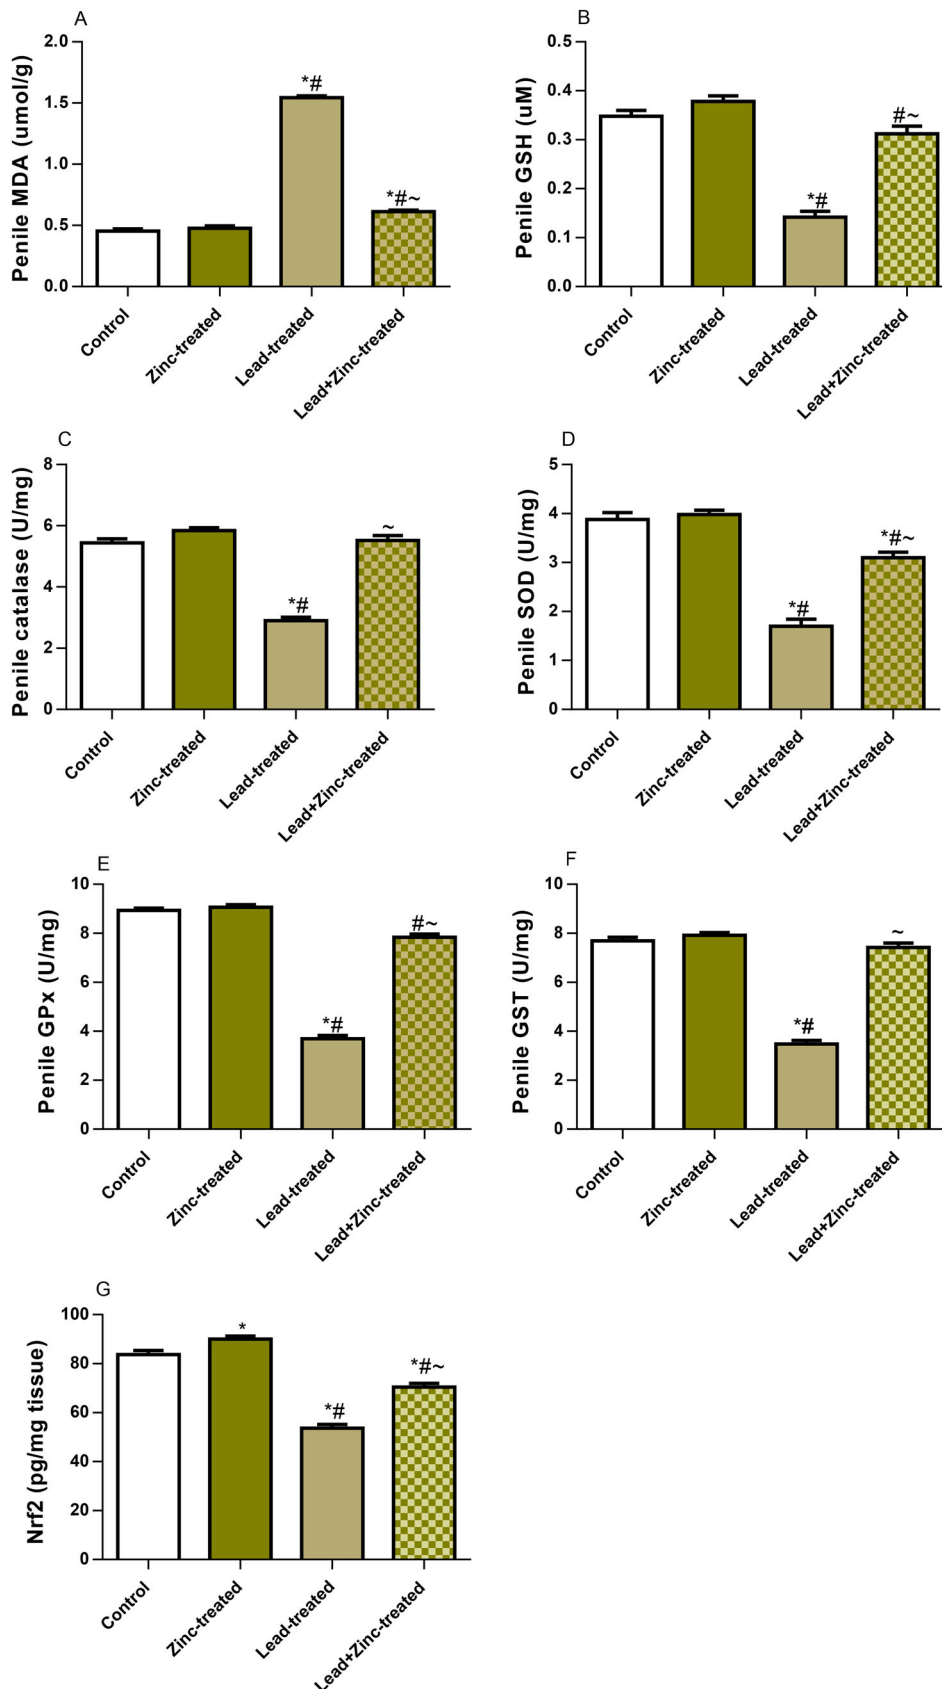 A
Penile MDA (umol/g)
2.0
1.5
1.0
0.5
0.0
*#
*#~
Control
Zinc-treated
Lead-treated
Lead+Zinc-treated
B
Penile GSH (uM)
0.5
0.4
0.3
0.2
0.1
0.0
*#
#~
Control
Zinc-treated
Lead-treated
Lead+Zinc-treated
C
Penile catalase (U/mg)
8
6
4
2
0
*#
~
Control
Zinc-treated
Lead-treated
Lead+Zinc-treated
D
Penile SOD (U/mg)
5
4
3
2
1
0
*#
*#~
Control
Zinc-treated
Lead-treated
Lead+Zinc-treated
E
Penile GPx (U/mg)
10
8
6
4
2
0
*#
#~
Control
Zinc-treated
Lead-treated
Lead+Zinc-treated
F
Penile GST (U/mg)
10
8
6
4
2
0
*#
~
Control
Zinc-treated
Lead-treated
Lead+Zinc-treated
G
Nrf2 (pg/mg tissue)
100
80
60
40
20
0
*
*#
*#~
Control
Zinc-treated
Lead-treated
Lead+Zinc-treated